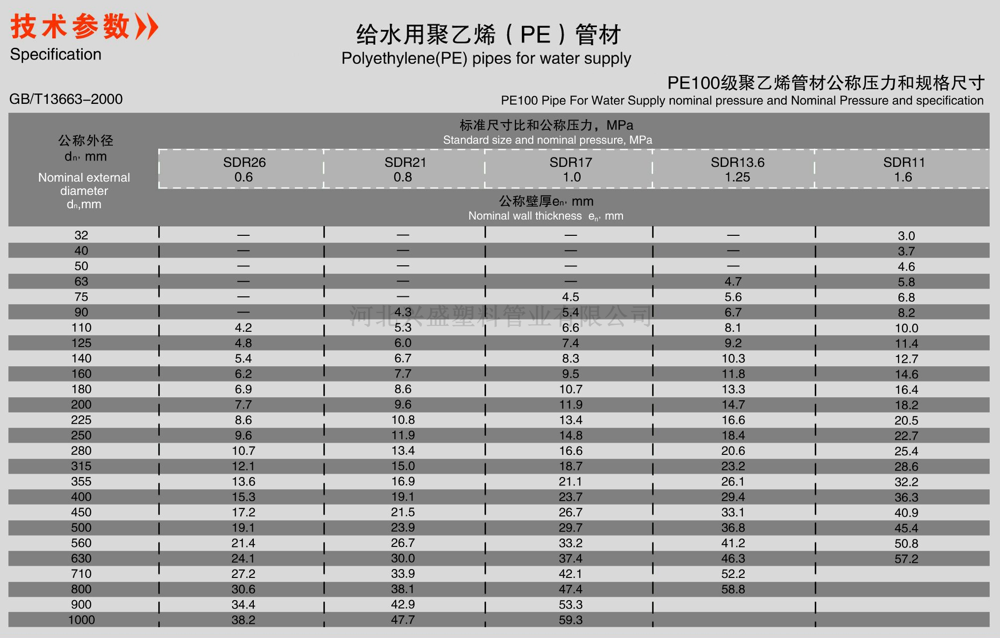 技术参数
Specification
给水用聚乙烯（PE）管材
Polyethylene(PE) pipes for water supply
PE100级聚乙烯管材公称压力和规格尺寸
GB/T13663-2000
PE100 Pipe For Water Supply nominal pressure and Nominal Pressure and specification
公称外径
dn, mm
Nominal external
diameter
dn,mm
标准尺寸比和公称压力，MPa
Standard size and nominal pressure, MPa
SDR26 SDR21 SDR17 SDR13.6 SDR11
0.6 0.8 1.0 1.25 1.6
公称壁厚en, mm
Nominal wall thickness en, mm
32 — — — — 3.0
40 — — — — 3.7
50 — — — — 4.6
63 — — — 4.7 5.8
75 — — 4.5 5.6 6.8
90 — 4.3 5.4 6.7 8.2
河北兴盛塑料管业有限公司
110 4.2 5.3 6.6 8.1 10.0
125 4.8 6.0 7.4 9.2 11.4
140 5.4 6.7 8.3 10.3 12.7
160 6.2 7.7 9.5 11.8 14.6
180 6.9 8.6 10.7 13.3 16.4
200 7.7 9.6 11.9 14.7 18.2
225 8.6 10.8 13.4 16.6 20.5
250 9.6 11.9 14.8 18.4 22.7
280 10.7 13.4 16.6 20.6 25.4
315 12.1 15.0 18.7 23.2 28.6
355 13.6 16.9 21.1 26.1 32.2
400 15.3 19.1 23.7 29.4 36.3
450 17.2 21.5 26.7 33.1 40.9
500 19.1 23.9 29.7 36.8 45.4
560 21.4 26.7 33.2 41.2 50.8
630 24.1 30.0 37.4 46.3 57.2
710 27.2 33.9 42.1 52.2
800 30.6 38.1 47.4 58.8
900 34.4 42.9 53.3
1000 38.2 47.7 59.3